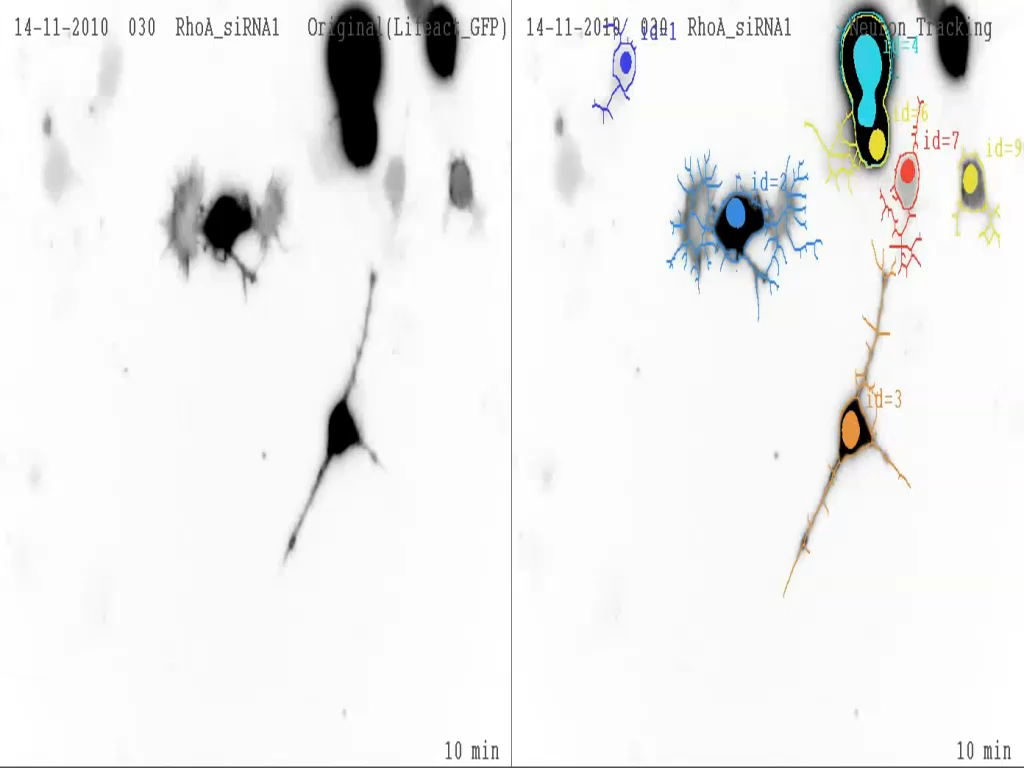 14-11-2010 030 RhoA_siRNA1 Original(Lifeact_GFP)
14-11-2010 030 RhoA_siRNA1 Neuron_Tracking
id=1
id=4
id=6
id=7
id=9
id=2
id=3
10 min
10 min